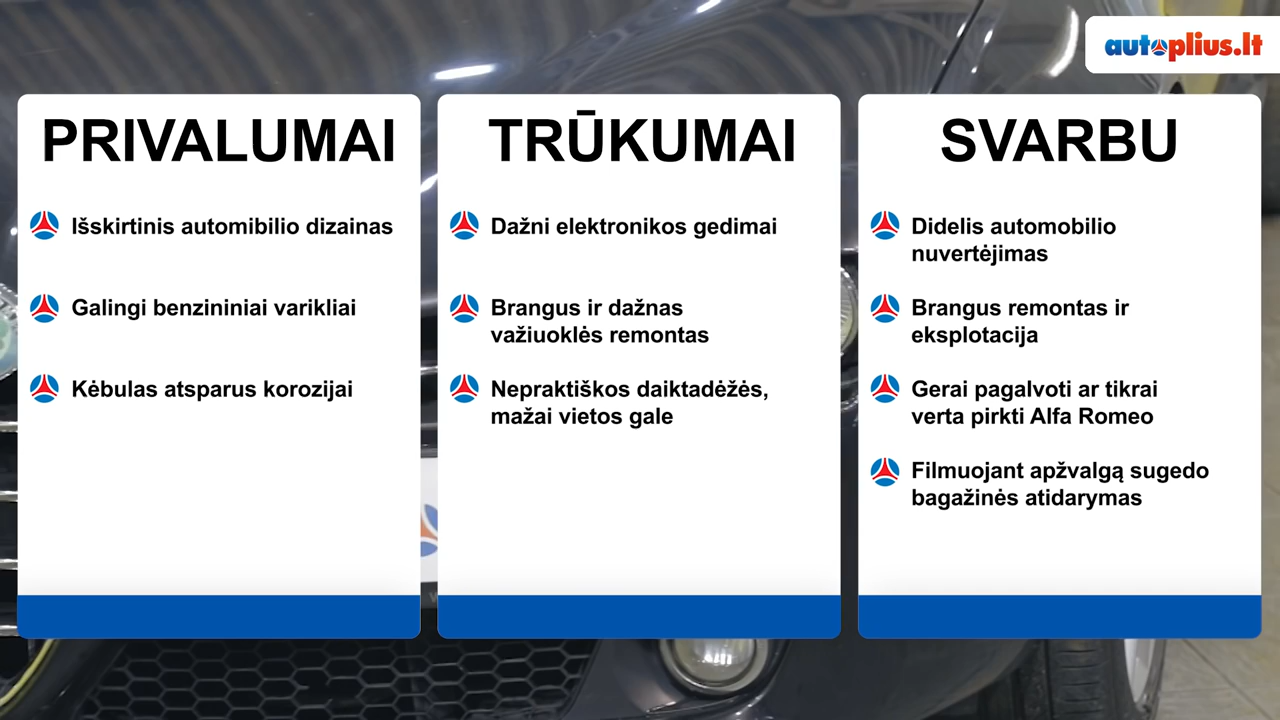 autoplius.lt
PRIVALUMAI
Išskirtinis automibilio dizainas
Galingi benzininiai varikliai
Kėbulas atsparus korozijai
TRŪKUMAI
Dažni elektronikos gedimai
Brangus ir dažnas
važiuoklės remontas
Nepraktiškos daiktadėžės,
mažai vietos gale
SVARBU
Didelis automobilio
nuvertėjimas
Brangus remontas ir
eksplotacija
Gerai pagalvoti ar tikrai
verta pirkti Alfa Romeo
Filmuojant apžvalgą sugedo
bagažinės atidarymas